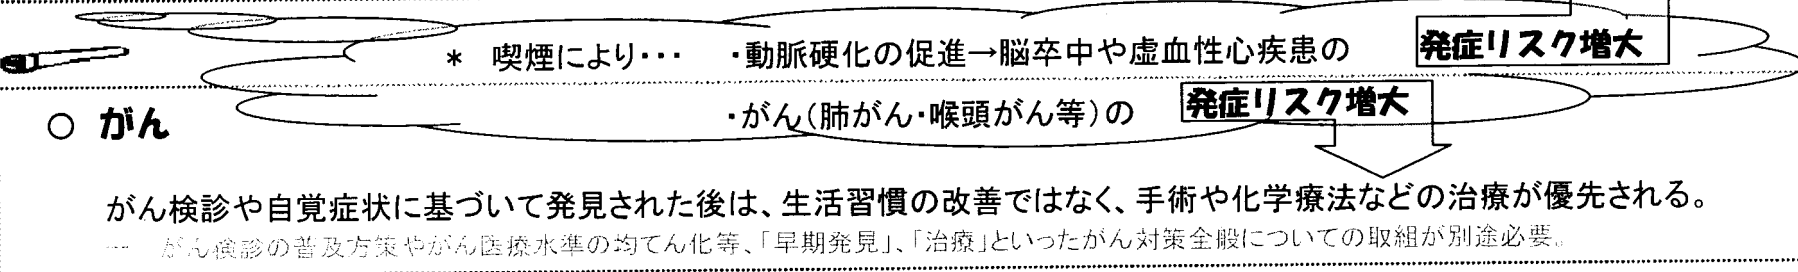 * 喫煙により・・・ ・動脈硬化の促進→脳卒中や虚血性心疾患の 発症リスク増大
・がん(肺がん・喉頭がん等)の 発症リスク増大
○ がん
がん検診や自覚症状に基づいて発見された後は、生活習慣の改善ではなく、手術や化学療法などの治療が優先される。
がん検診の普及方策やがん医療水準の均てん化等、「早期発見」、「治療」といったがん対策全般についての取組が別途必要。